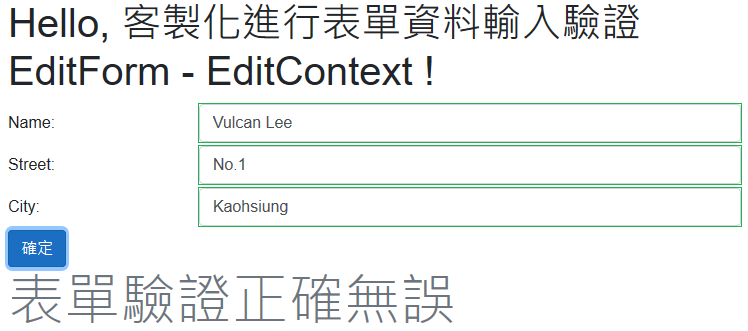 Hello, 客製化進行表單資料輸入驗證
EditForm - EditContext !
Name: Vulcan Lee
Street: No.1
City: Kaohsiung
確定
表單驗證正確無誤